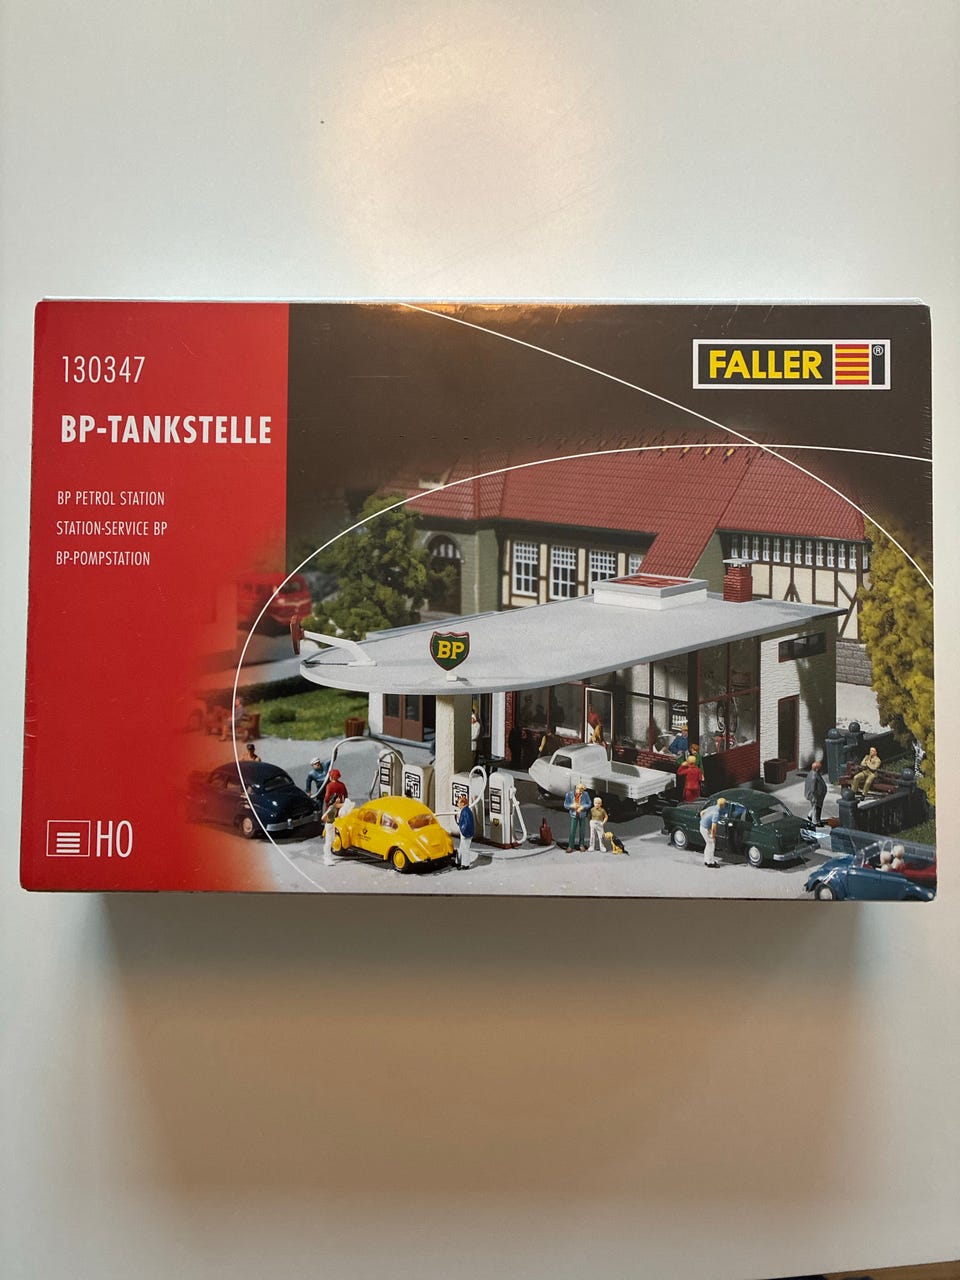 130347
BP-TANKSTELLE
BP PETROL STATION
STATION-SERVICE BP
BP-POMPSTATION
H0
FALLER ®
BP